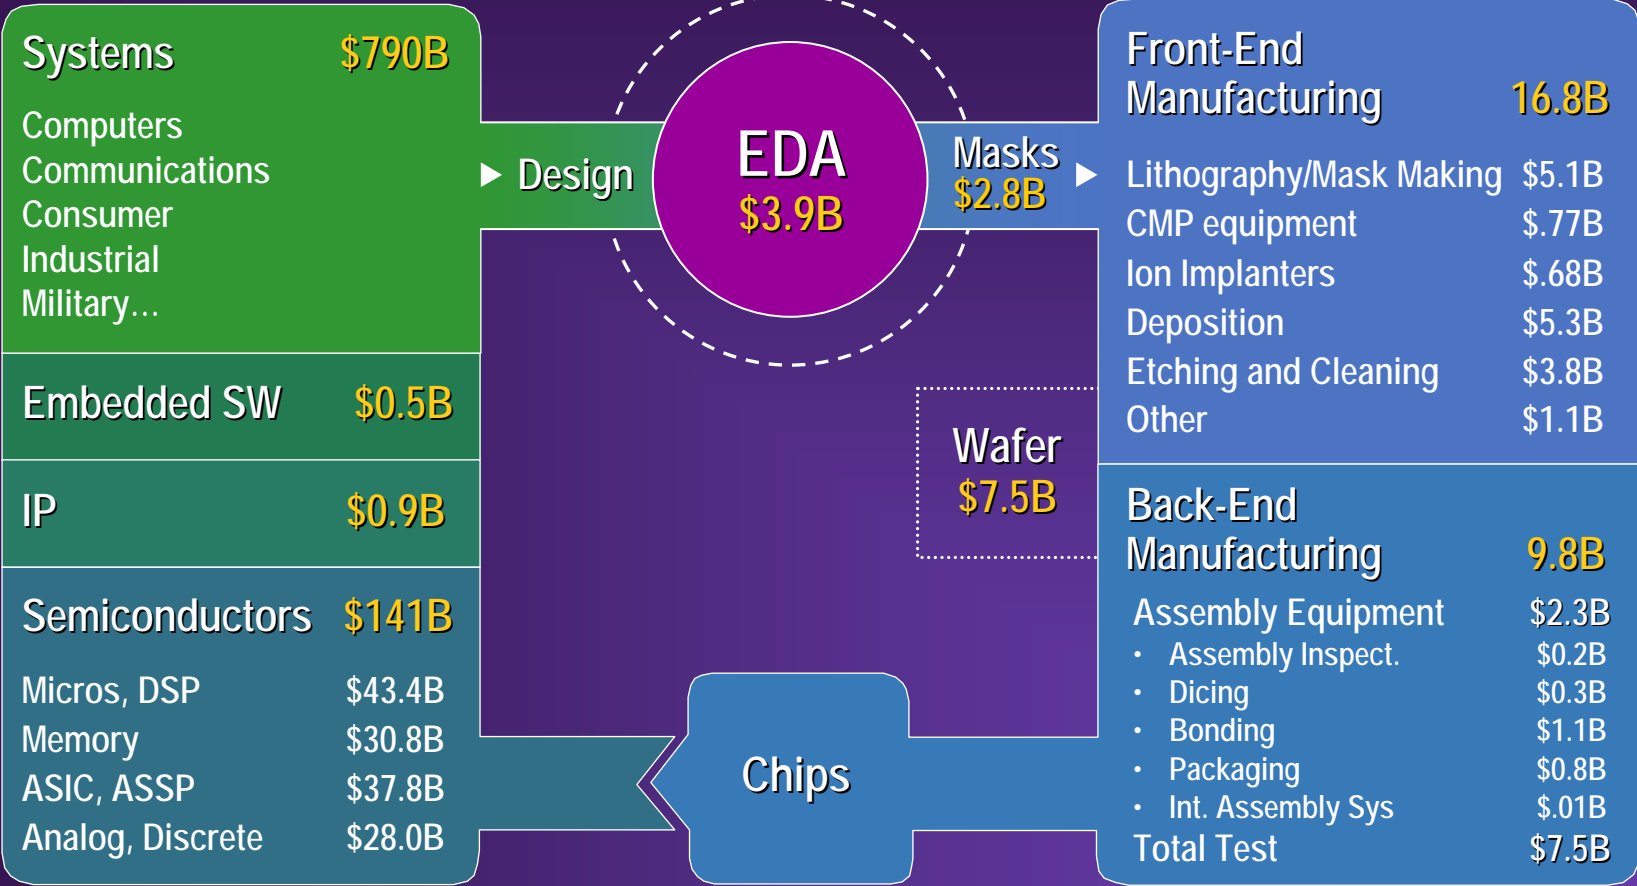 Systems $790B
Computers
Communications
Consumer
Industrial
Military…
Embedded SW $0.5B
IP $0.9B
Semiconductors $141B
Micros, DSP $43.4B
Memory $30.8B
ASIC, ASSP $37.8B
Analog, Discrete $28.0B
Design
EDA
$3.9B
Masks
$2.8B
Wafer
$7.5B
Chips
Front-End
Manufacturing 16.8B
Lithography/Mask Making $5.1B
CMP equipment $.77B
Ion Implanters $.68B
Deposition $5.3B
Etching and Cleaning $3.8B
Other $1.1B
Back-End
Manufacturing 9.8B
Assembly Equipment $2.3B
• Assembly Inspect. $0.2B
• Dicing $0.3B
• Bonding $1.1B
• Packaging $0.8B
• Int. Assembly Sys $.01B
Total Test $7.5B